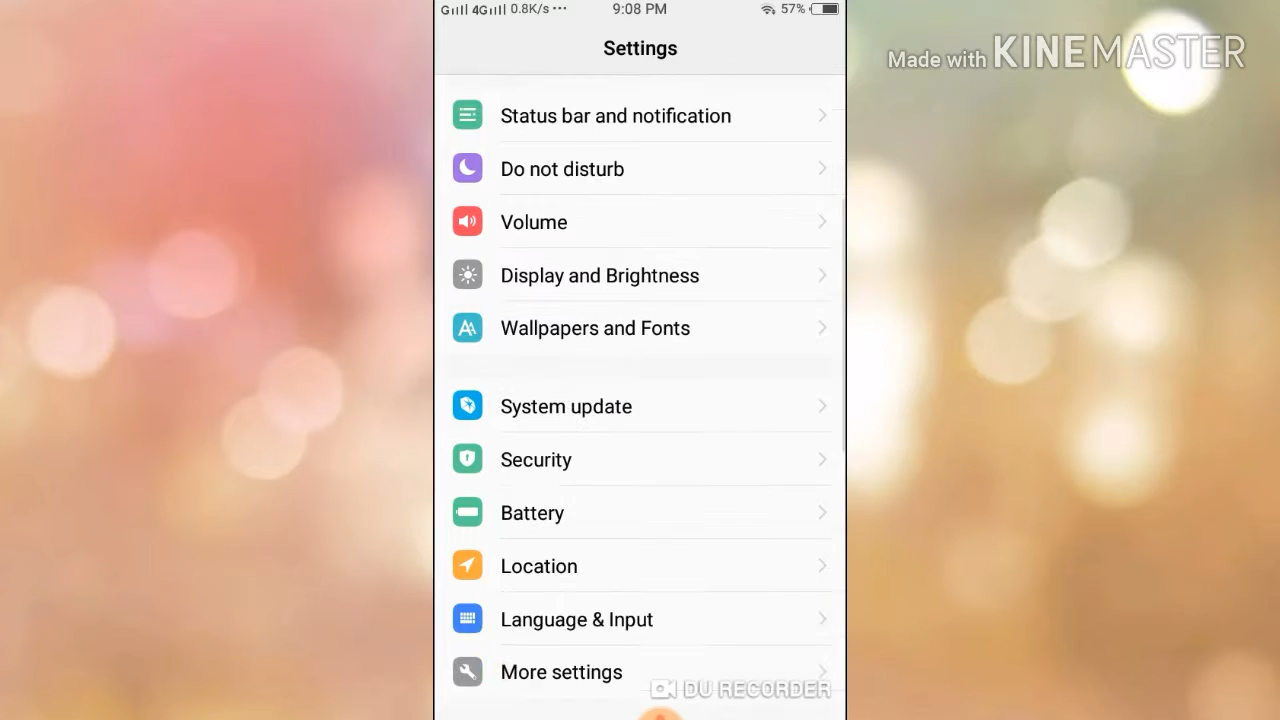 G 4G 0.8K/s ··· 9:08 PM 57%
Settings
Made with KINEMASTER
Status bar and notification
Do not disturb
Volume
Display and Brightness
Wallpapers and Fonts
System update
Security
Battery
Location
Language & Input
More settings
DU RECORDER